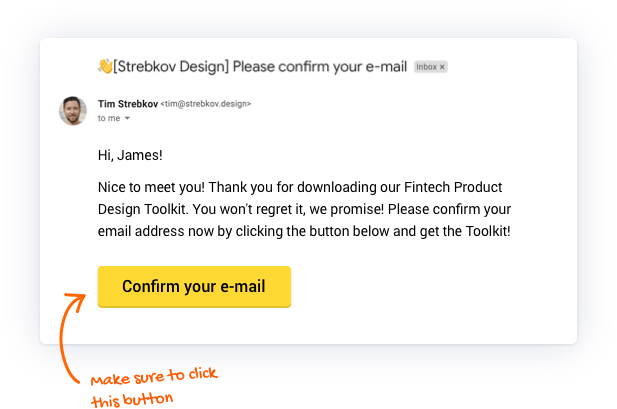 👋[Strebkov Design] Please confirm your e-mail Inbox ×
Tim Strebkov <tim@strebkov.design>
to me
Hi, James!
Nice to meet you! Thank you for downloading our Fintech Product
Design Toolkit. You won't regret it, we promise! Please confirm your
email address now by clicking the button below and get the Toolkit!
Confirm your e-mail
Make sure to click
this button